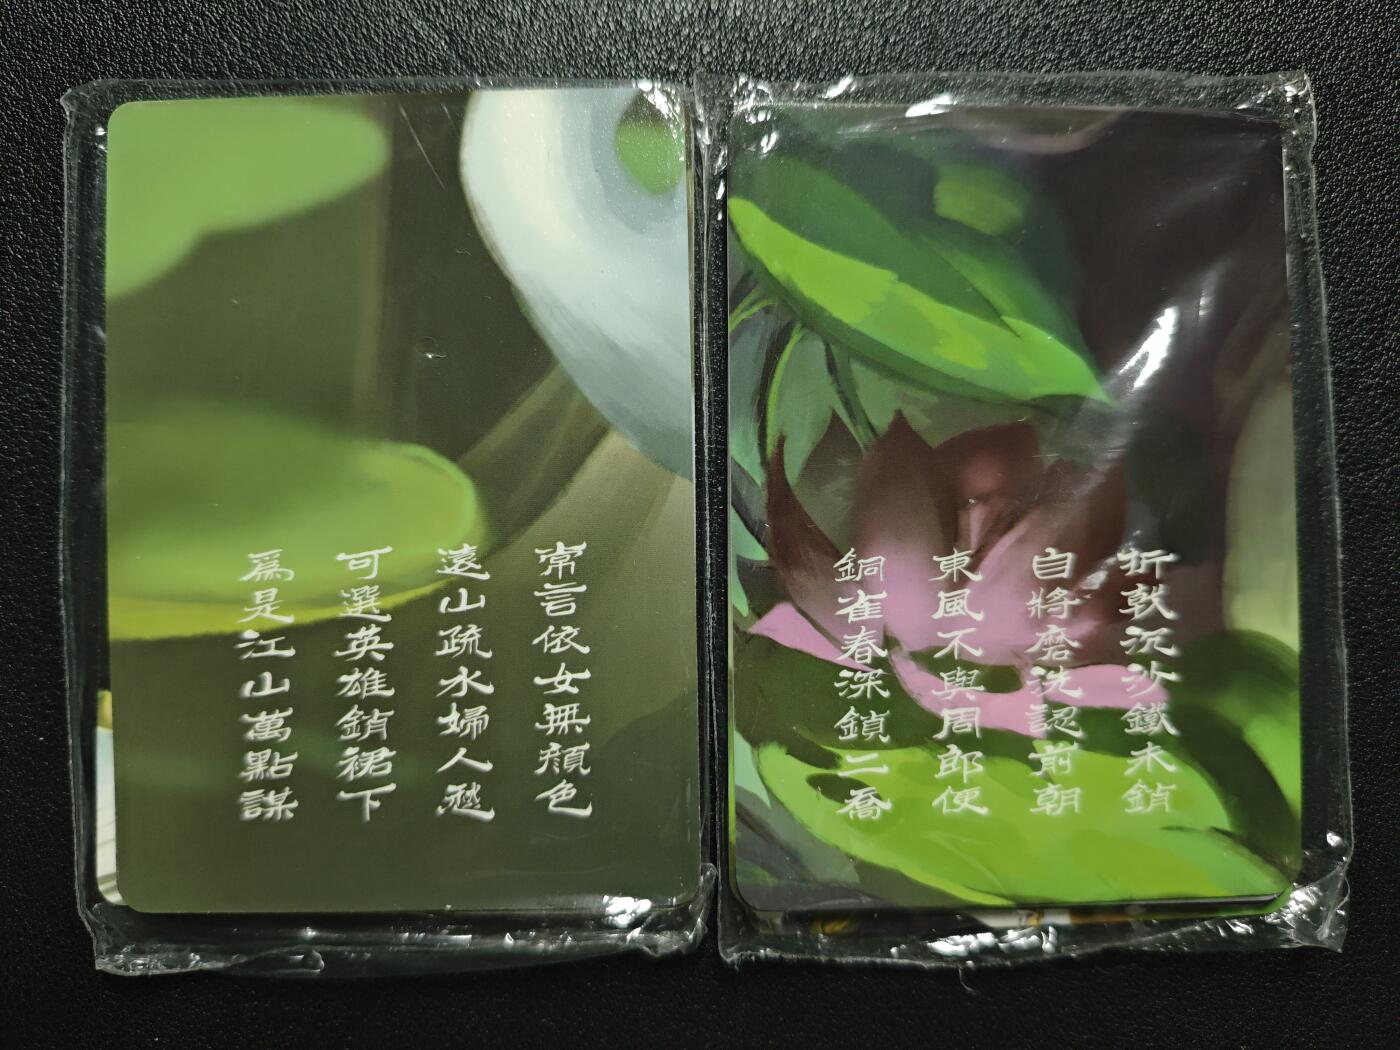 常言依女無顏色
遠山疏水婦人愁
可選英雄銷裙下
爲是江山萬點謀
折戟沉沙鐵未銷
自將磨洗認前朝
東風不與周郎便
銅雀春深鎖二喬